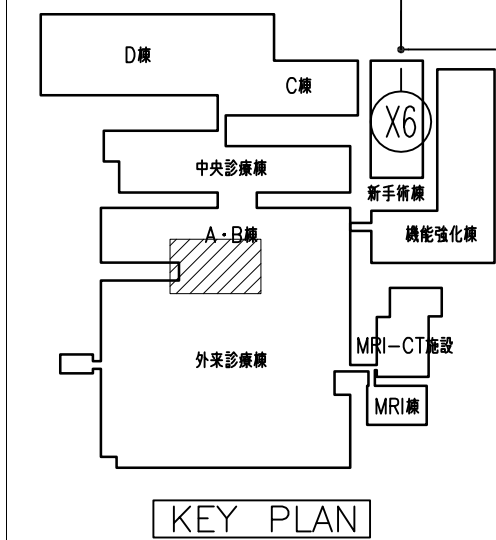 D棟
C棟
X6
中央診療棟
新手術棟
A・B棟
機能強化棟
MRI-CT施設
外来診療棟
MRI棟
KEY PLAN